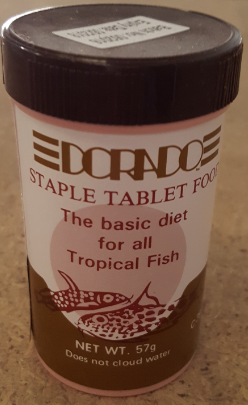 DORADO
STAPLE TABLET FOOD
The basic diet
for all
Tropical Fish
NET WT. 57g
Does not cloud water